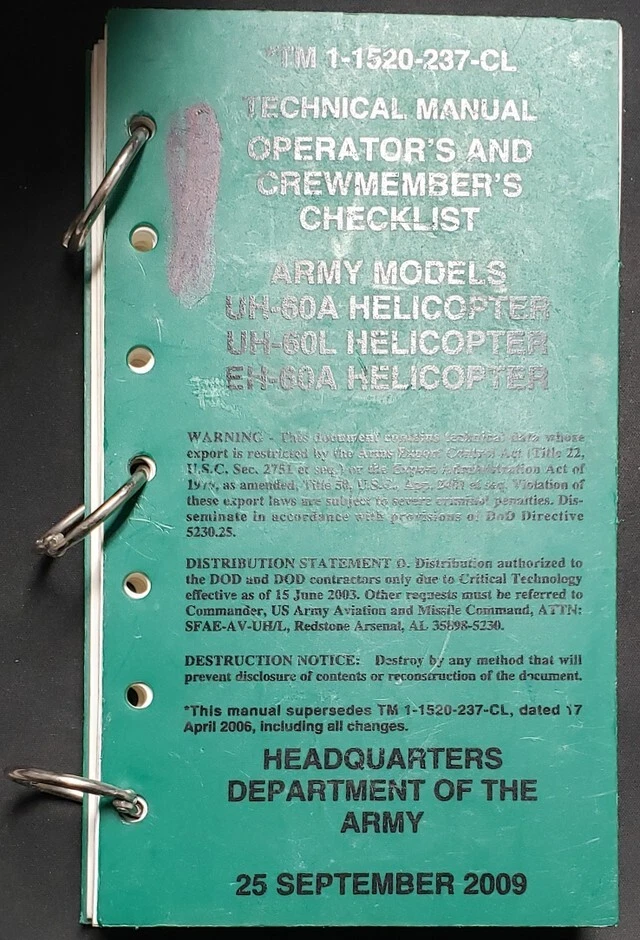 *TM 1-1520-237-CL
TECHNICAL MANUAL
OPERATOR'S AND
CREWMEMBER'S
CHECKLIST
ARMY MODELS
UH-60A HELICOPTER
UH-60L HELICOPTER
EH-60A HELICOPTER
WARNING - This document contains technical data whose
export is restricted by the Arms Export Control Act (Title 22,
U.S.C. Sec. 2751 et seq.) or the Export Administration Act of
1979, as amended, Title 50, U.S.C., App. 2401 et seq. Violation of
these export laws are subject to severe criminal penalties. Dis-
seminate in accordance with provisions of DoD Directive
5230.25.
DISTRIBUTION STATEMENT D. Distribution authorized to
the DOD and DOD contractors only due to Critical Technology
effective as of 15 June 2003. Other requests must be referred to
Commander, US Army Aviation and Missile Command, ATTN:
SFAE-AV-UH/L, Redstone Arsenal, AL 35898-5230.
DESTRUCTION NOTICE: Destroy by any method that will
prevent disclosure of contents or reconstruction of the document.
*This manual supersedes TM 1-1520-237-CL, dated 17
April 2006, including all changes.
HEADQUARTERS
DEPARTMENT OF THE
ARMY
25 SEPTEMBER 2009